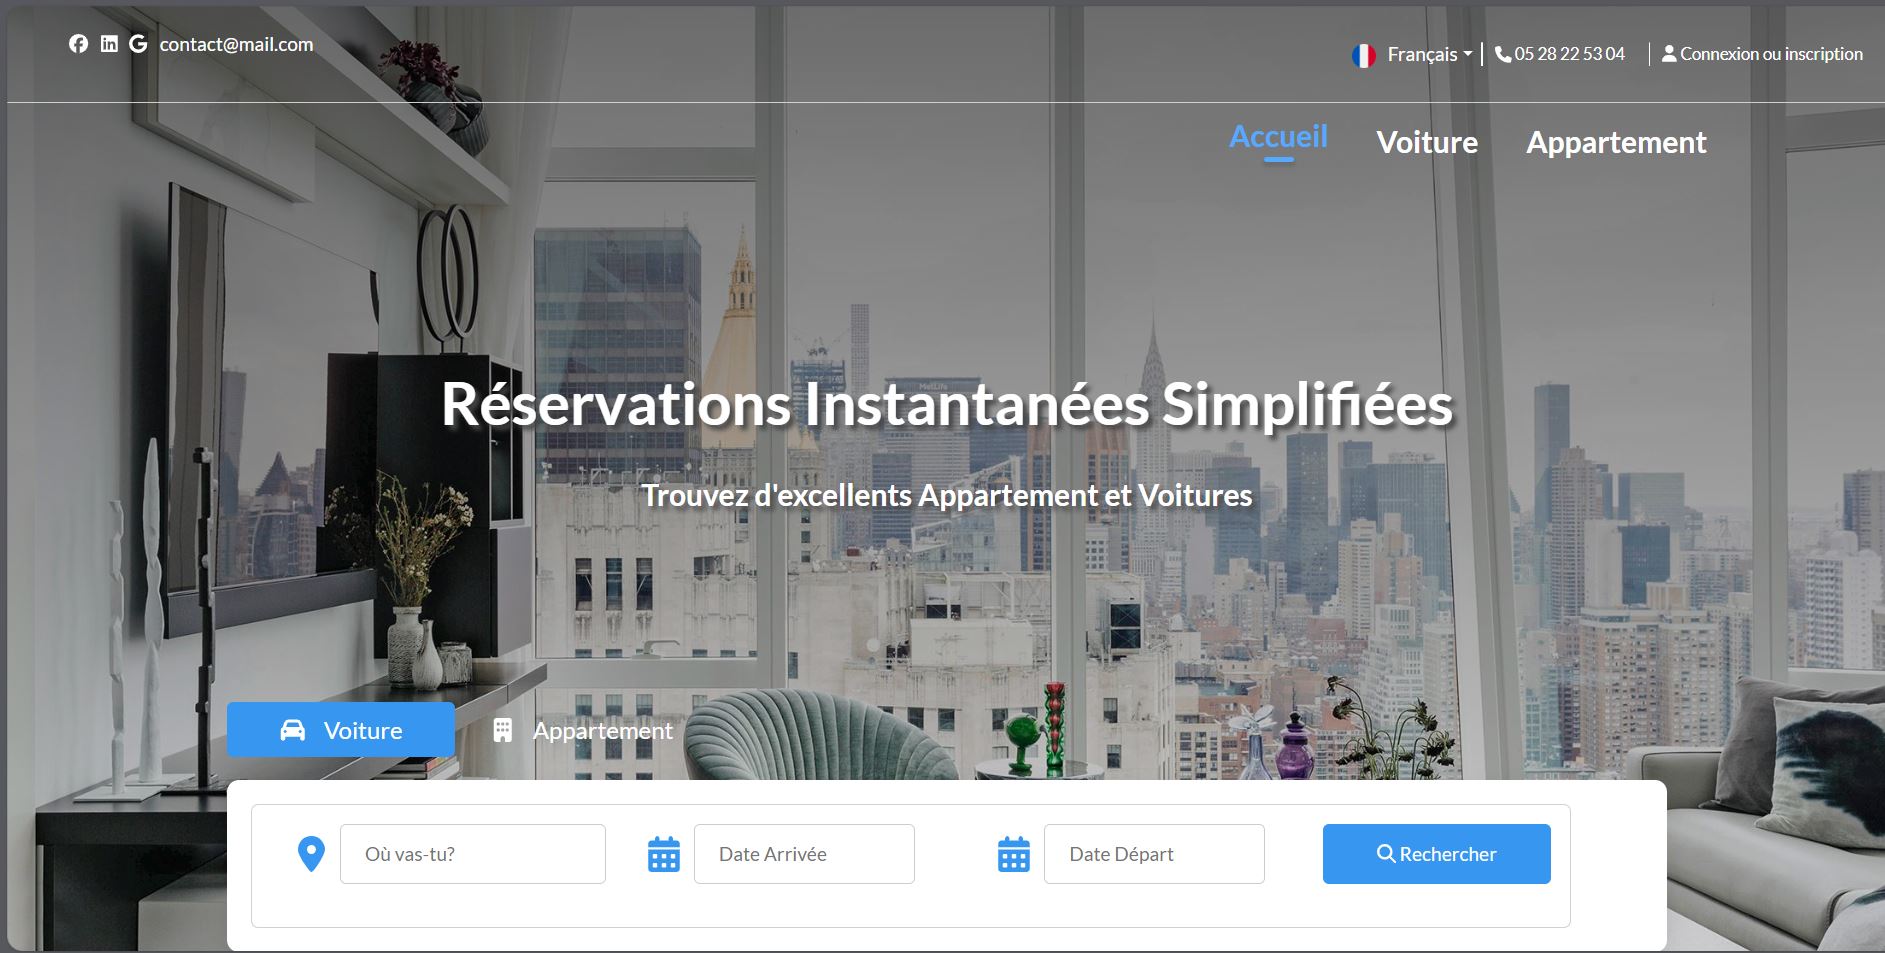 contact@mail.com
Français
05 28 22 53 04
Connexion ou inscription
Accueil
Voiture
Appartement
MetLife
Réservations Instantanées Simplifiées
Trouvez d'excellents Appartement et Voitures
Voiture
Appartement
Où vas-tu?
Date Arrivée
Date Départ
Rechercher